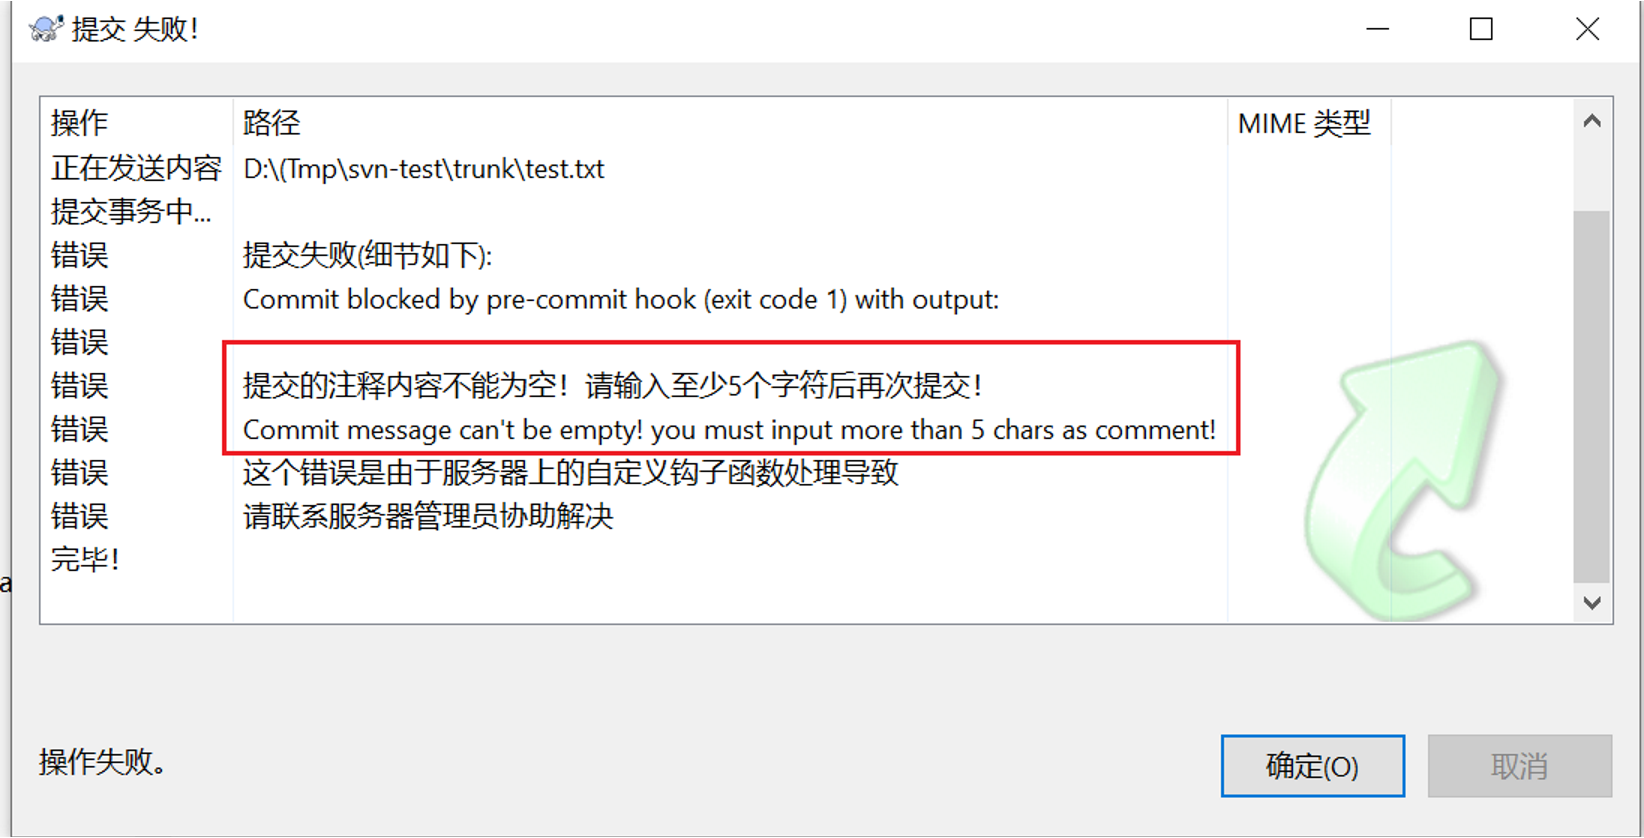 提交 失败!
操作 路径 MIME 类型
正在发送内容 D:\(Tmp\svn-test\trunk\test.txt
提交事务中...
错误 提交失败(细节如下):
错误 Commit blocked by pre-commit hook (exit code 1) with output:
错误
错误 提交的注释内容不能为空！请输入至少5个字符后再次提交！
错误 Commit message can't be empty! you must input more than 5 chars as comment!
错误 这个错误是由于服务器上的自定义钩子函数处理导致
错误 请联系服务器管理员协助解决
完毕!
a
操作失败。
确定(O) 取消